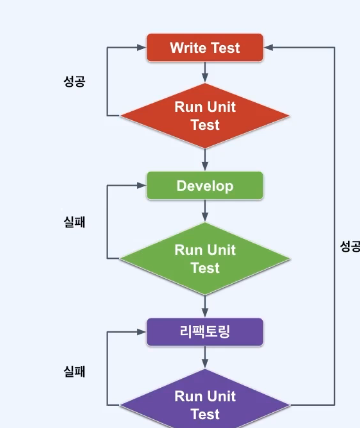 Write Test
성공
Run Unit
Test
Develop
실패
Run Unit
Test
성공
리팩토링
실패
Run Unit
Test